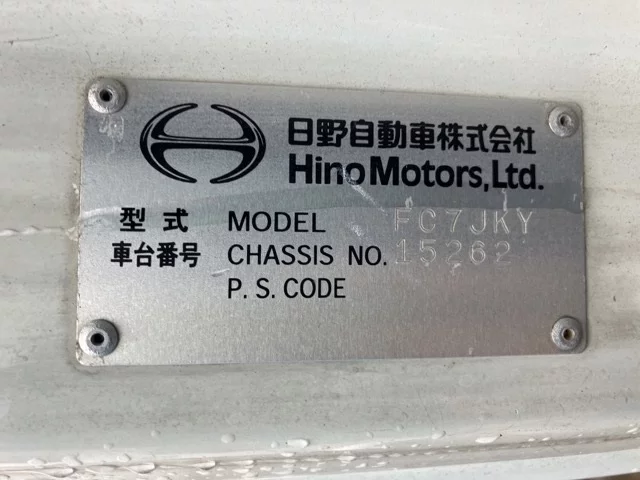 日野自動車株式会社
Hino Motors, Ltd.
型式 MODEL FC7JKY
車台番号 CHASSIS NO. 15262
P. S. CODE